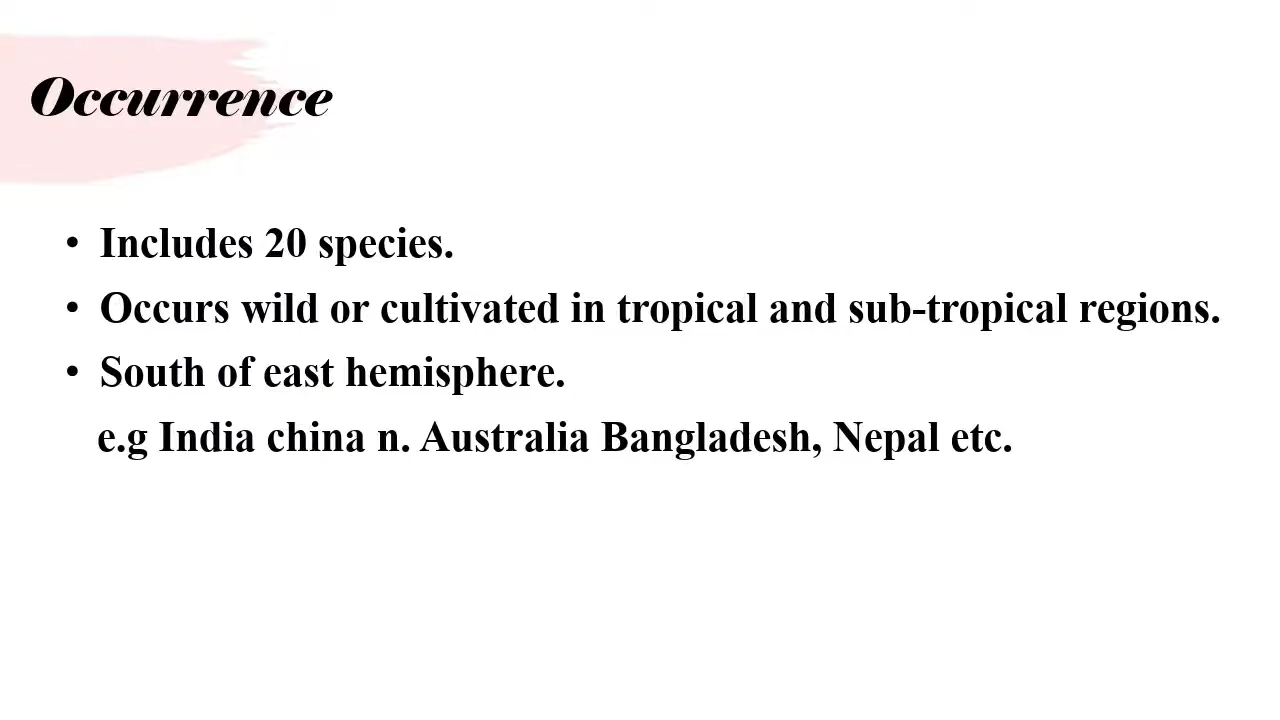 Occurrence
• Includes 20 species.
• Occurs wild or cultivated in tropical and sub-tropical regions.
• South of east hemisphere.
e.g India china n. Australia Bangladesh, Nepal etc.